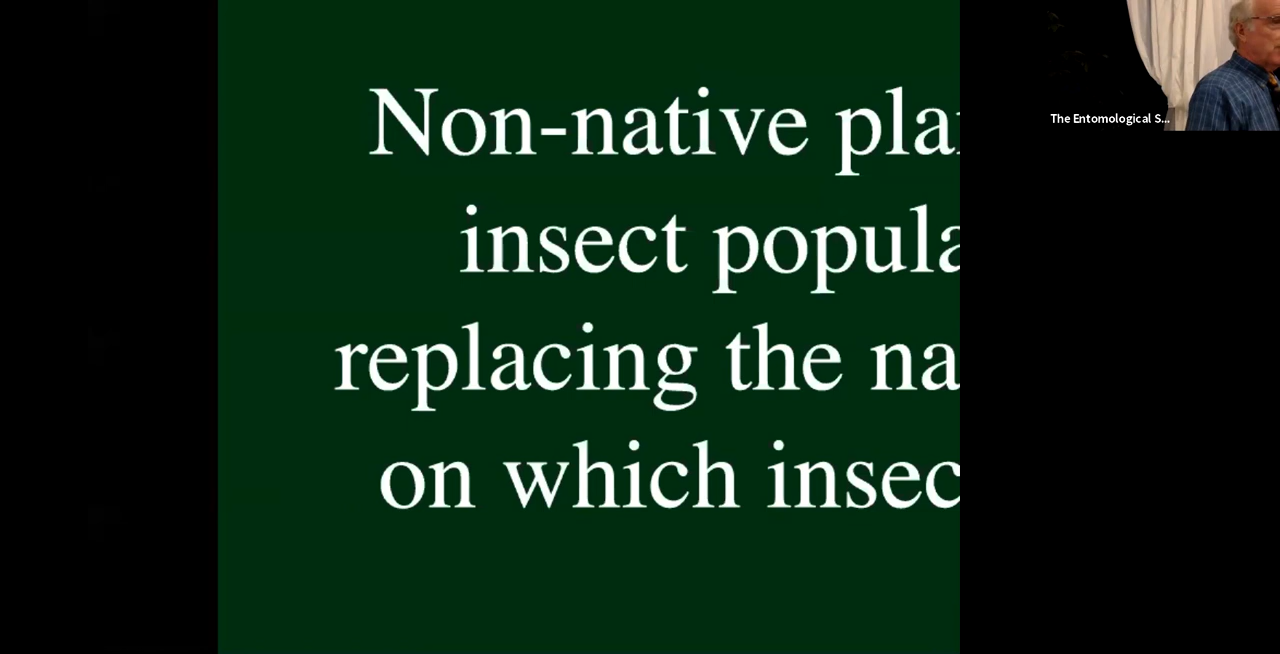 Non-native pla
insect popula
replacing the na
on which insec
The Entomological S...